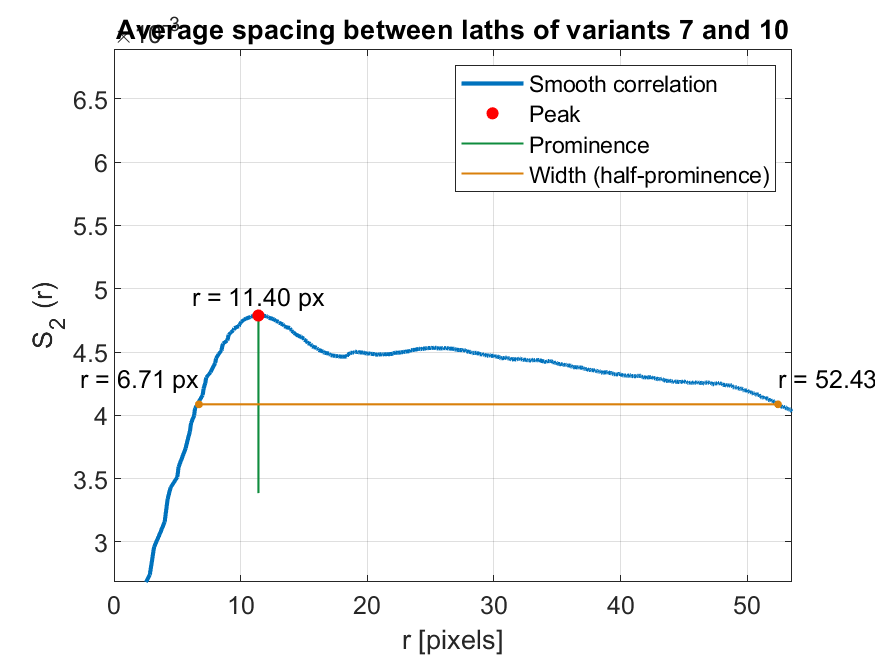 Average spacing between laths of variants 7 and 10
×10-3
Smooth correlation
Peak
Prominence
Width (half-prominence)
6.5
6
5.5
5
4.5
4
3.5
3
S2 (r)
r = 11.40 px
r = 6.71 px
r = 52.43
0 10 20 30 40 50
r [pixels]